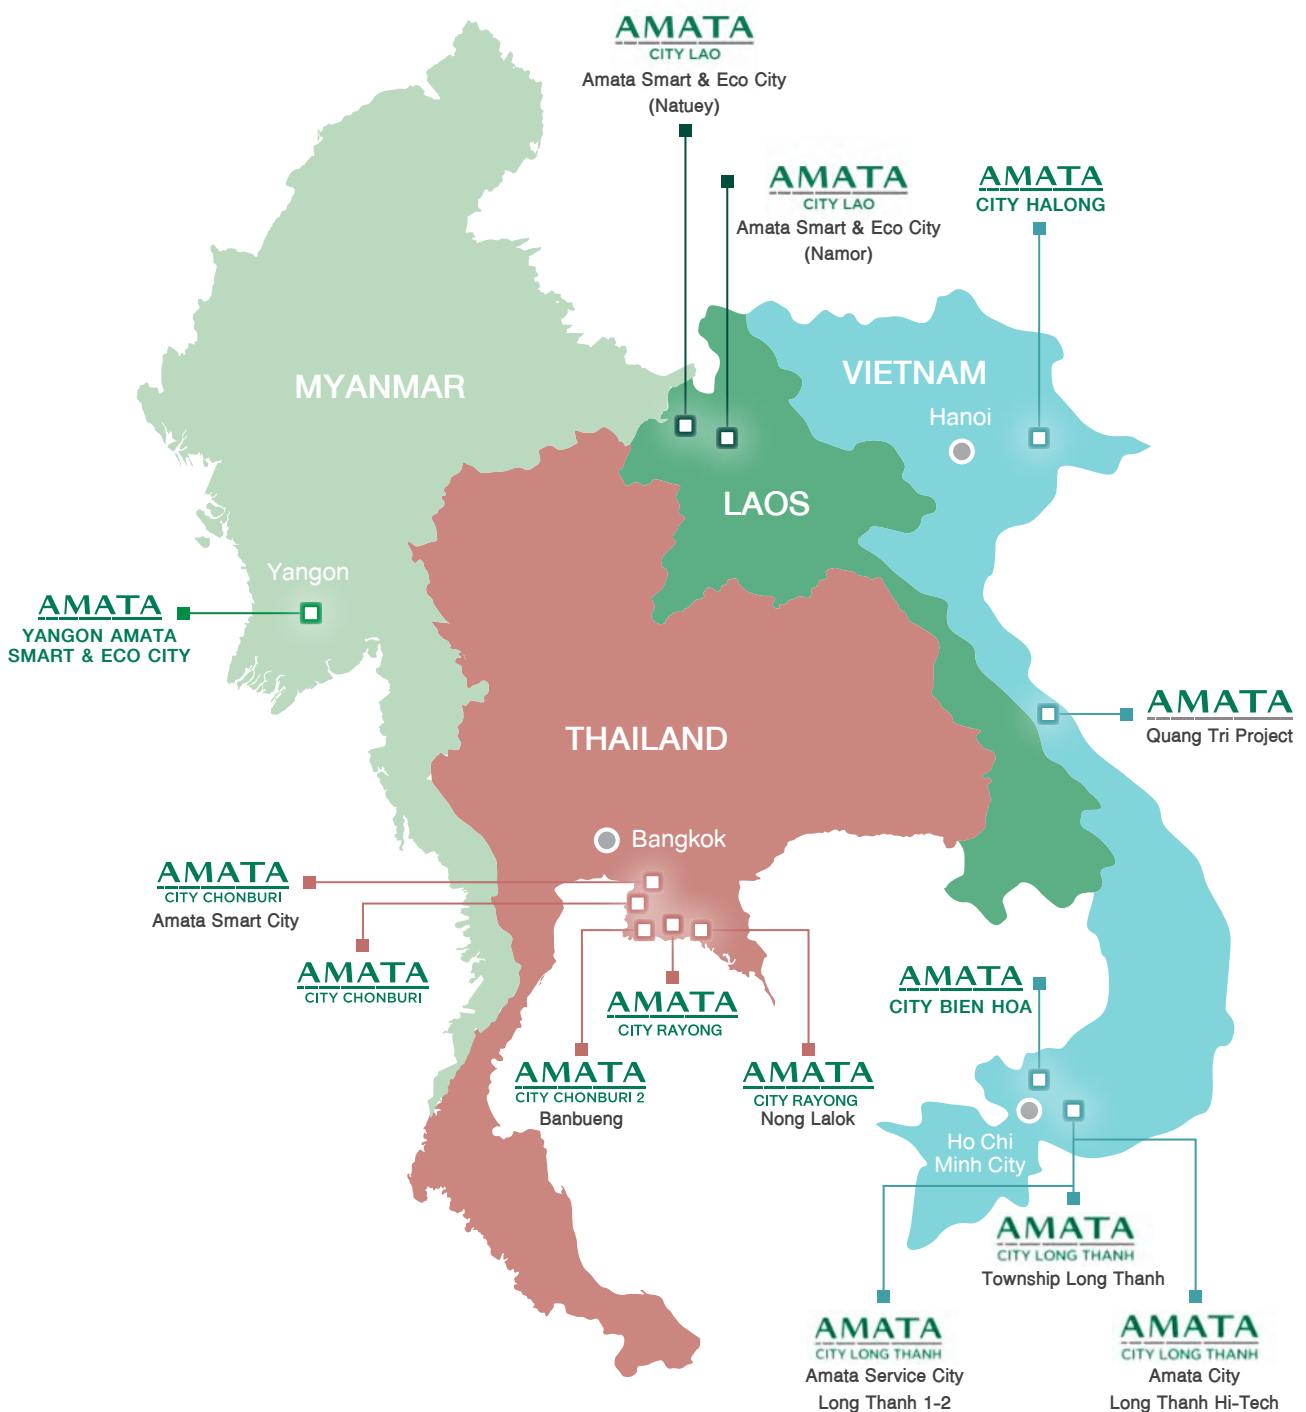 AMATA
CITY LAO
Amata Smart & Eco City
(Natuey)
AMATA
CITY LAO
Amata Smart & Eco City
(Namor)
AMATA
CITY HALONG
MYANMAR
VIETNAM
Hanoi
LAOS
Yangon
AMATA
YANGON AMATA
SMART & ECO CITY
AMATA
Quang Tri Project
THAILAND
Bangkok
AMATA
CITY CHONBURI
Amata Smart City
AMATA
CITY CHONBURI
AMATA
CITY RAYONG
AMATA
CITY BIEN HOA
AMATA
CITY CHONBURI 2
Banbueng
AMATA
CITY RAYONG
Nong Lalok
Ho Chi
Minh City
AMATA
CITY LONG THANH
Township Long Thanh
AMATA
CITY LONG THANH
Amata Service City
Long Thanh 1-2
AMATA
CITY LONG THANH
Amata City
Long Thanh Hi-Tech